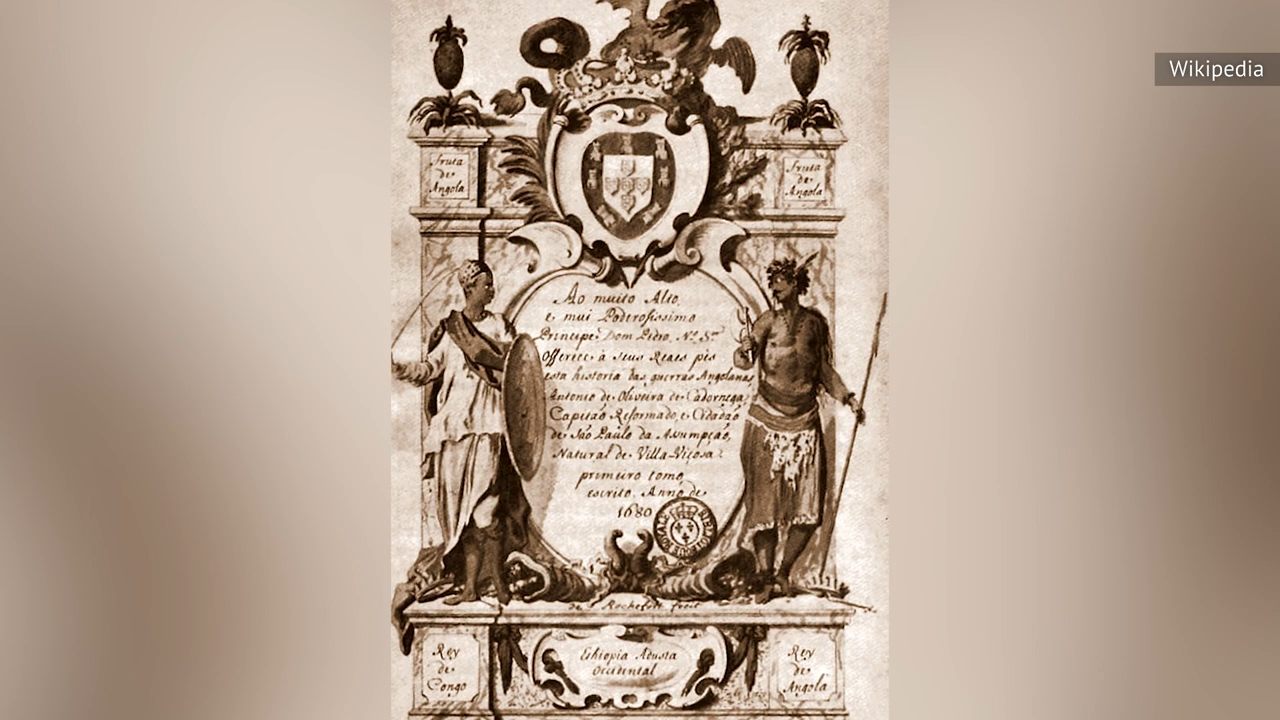 Wikipedia
fruta
de
Angola
fruta
de
Angola
Ao muito Alto,
e mui Poderosissimo
Principe Dom Pedro, N.º S.or
Offerece à seus Reaes pés
esta historia das guerras Angolanas,
Antonio de Oliveira de Cadornega,
Capitaõ Reformado, e Cidadaõ
de Saõ Paulo da Assumpçaõ,
Natural de Villa-Viçosa:
primeiro tomo,
escrito. Anno de
1680
de Rochefort fecit
Rey
de
Congo
Ethiopia Adusta
Occidental
Rey
de
Angola